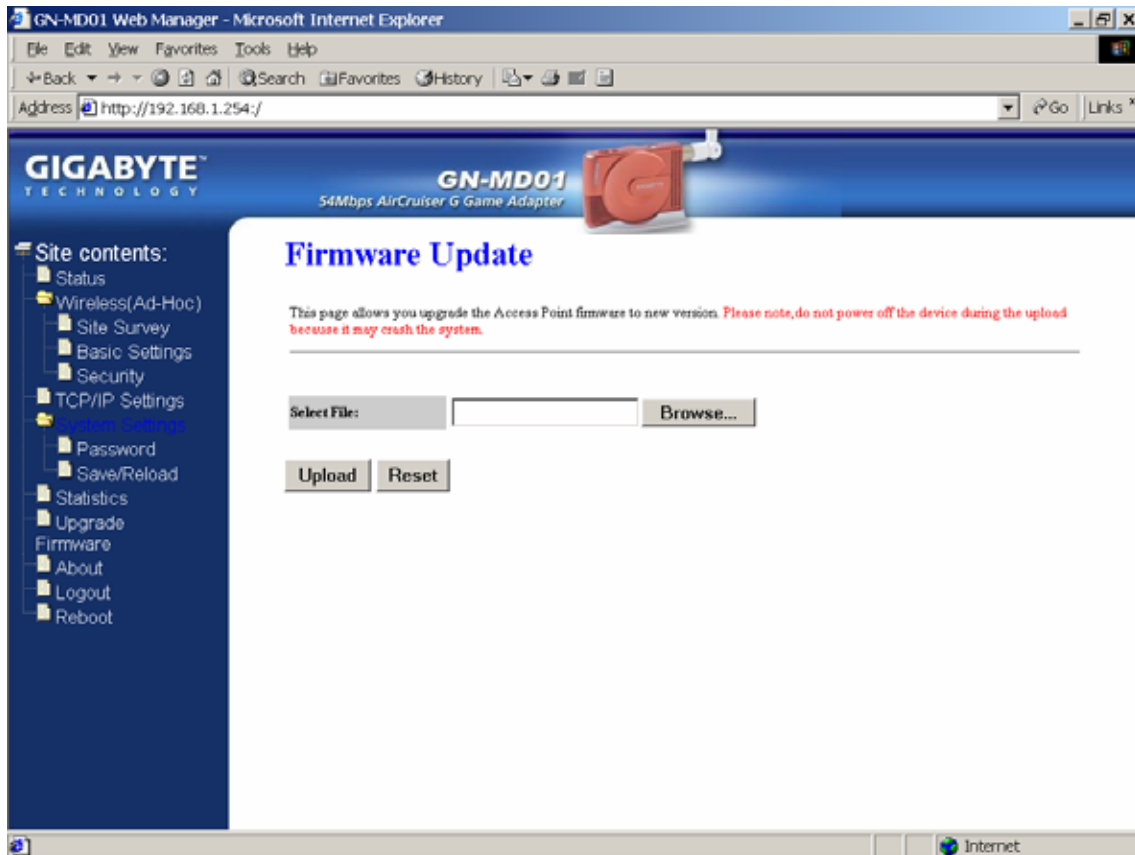 GN-MD01 Web Manager - Microsoft Internet Explorer
File Edit View Favorites Tools Help
Back Search Favorites History
Address http://192.168.1.254:/ Go Links
GIGABYTE™
TECHNOLOGY
GN-MD01
54Mbps AirCruiser G Game Adapter
Site contents:
Status
Wireless(Ad-Hoc)
Site Survey
Basic Settings
Security
TCP/IP Settings
System Settings
Password
Save/Reload
Statistics
Upgrade
Firmware
About
Logout
Reboot
Firmware Update
This page allows you upgrade the Access Point firmware to new version. Please note,do not power off the device during the upload
because it may crash the system.
Select File: Browse...
Upload Reset
Internet